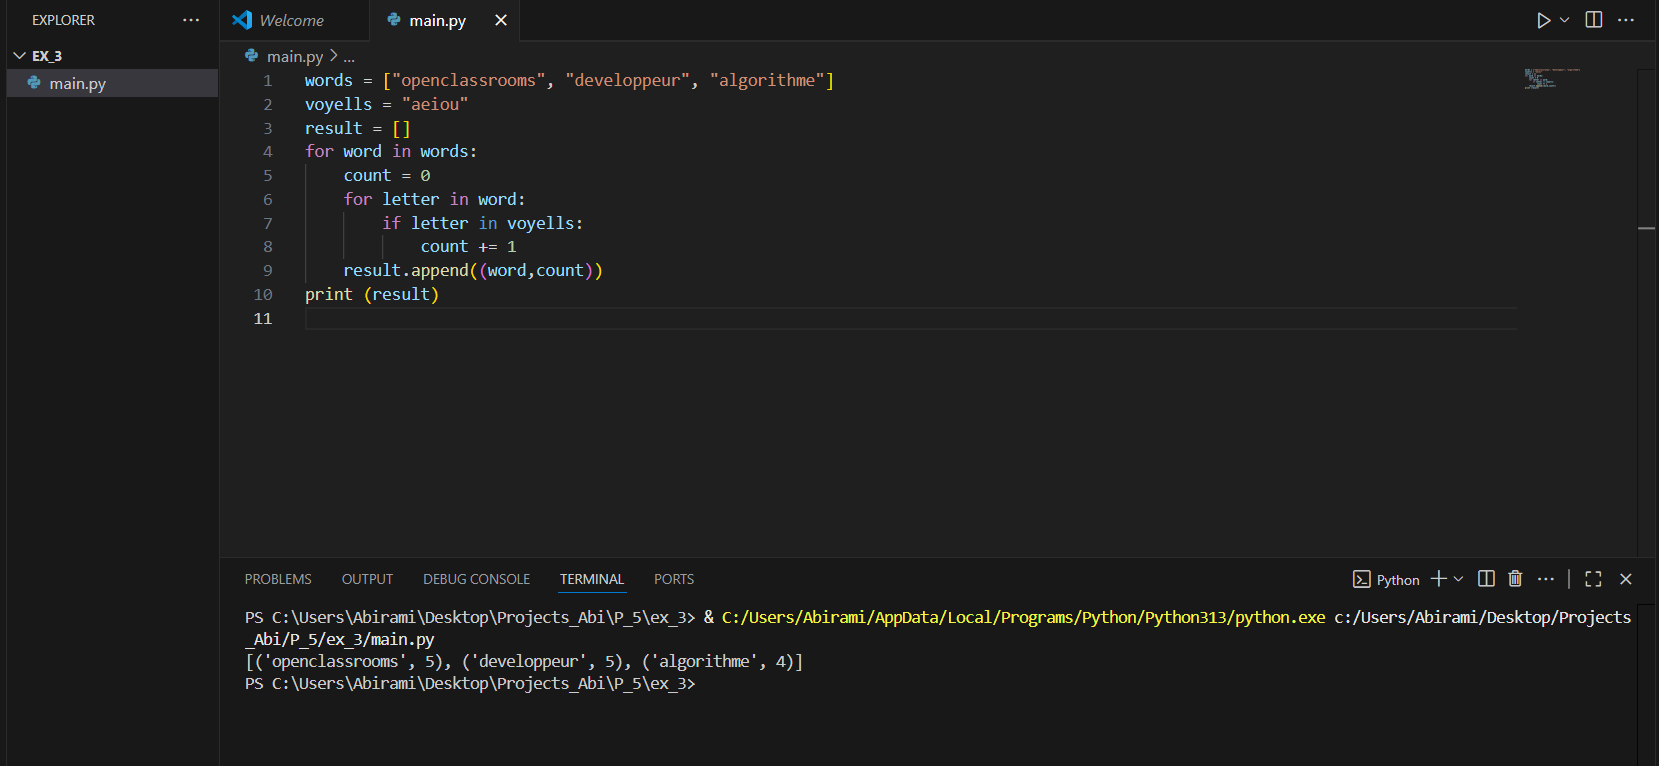 EXPLORER ...
Welcome main.py
EX_3
main.py
main.py > ...
1 words = ["openclassrooms", "developpeur", "algorithme"]
2 voyells = "aeiou"
3 result = []
4 for word in words:
5     count = 0
6     for letter in word:
7         if letter in voyells:
8             count += 1
9     result.append((word,count))
10 print (result)
11
PROBLEMS OUTPUT DEBUG CONSOLE TERMINAL PORTS Python
PS C:\Users\Abirami\Desktop\Projects_Abi\P_5\ex_3> & C:/Users/Abirami/AppData/Local/Programs/Python/Python313/python.exe c:/Users/Abirami/Desktop/Projects
_Abi/P_5/ex_3/main.py
[('openclassrooms', 5), ('developpeur', 5), ('algorithme', 4)]
PS C:\Users\Abirami\Desktop\Projects_Abi\P_5\ex_3>